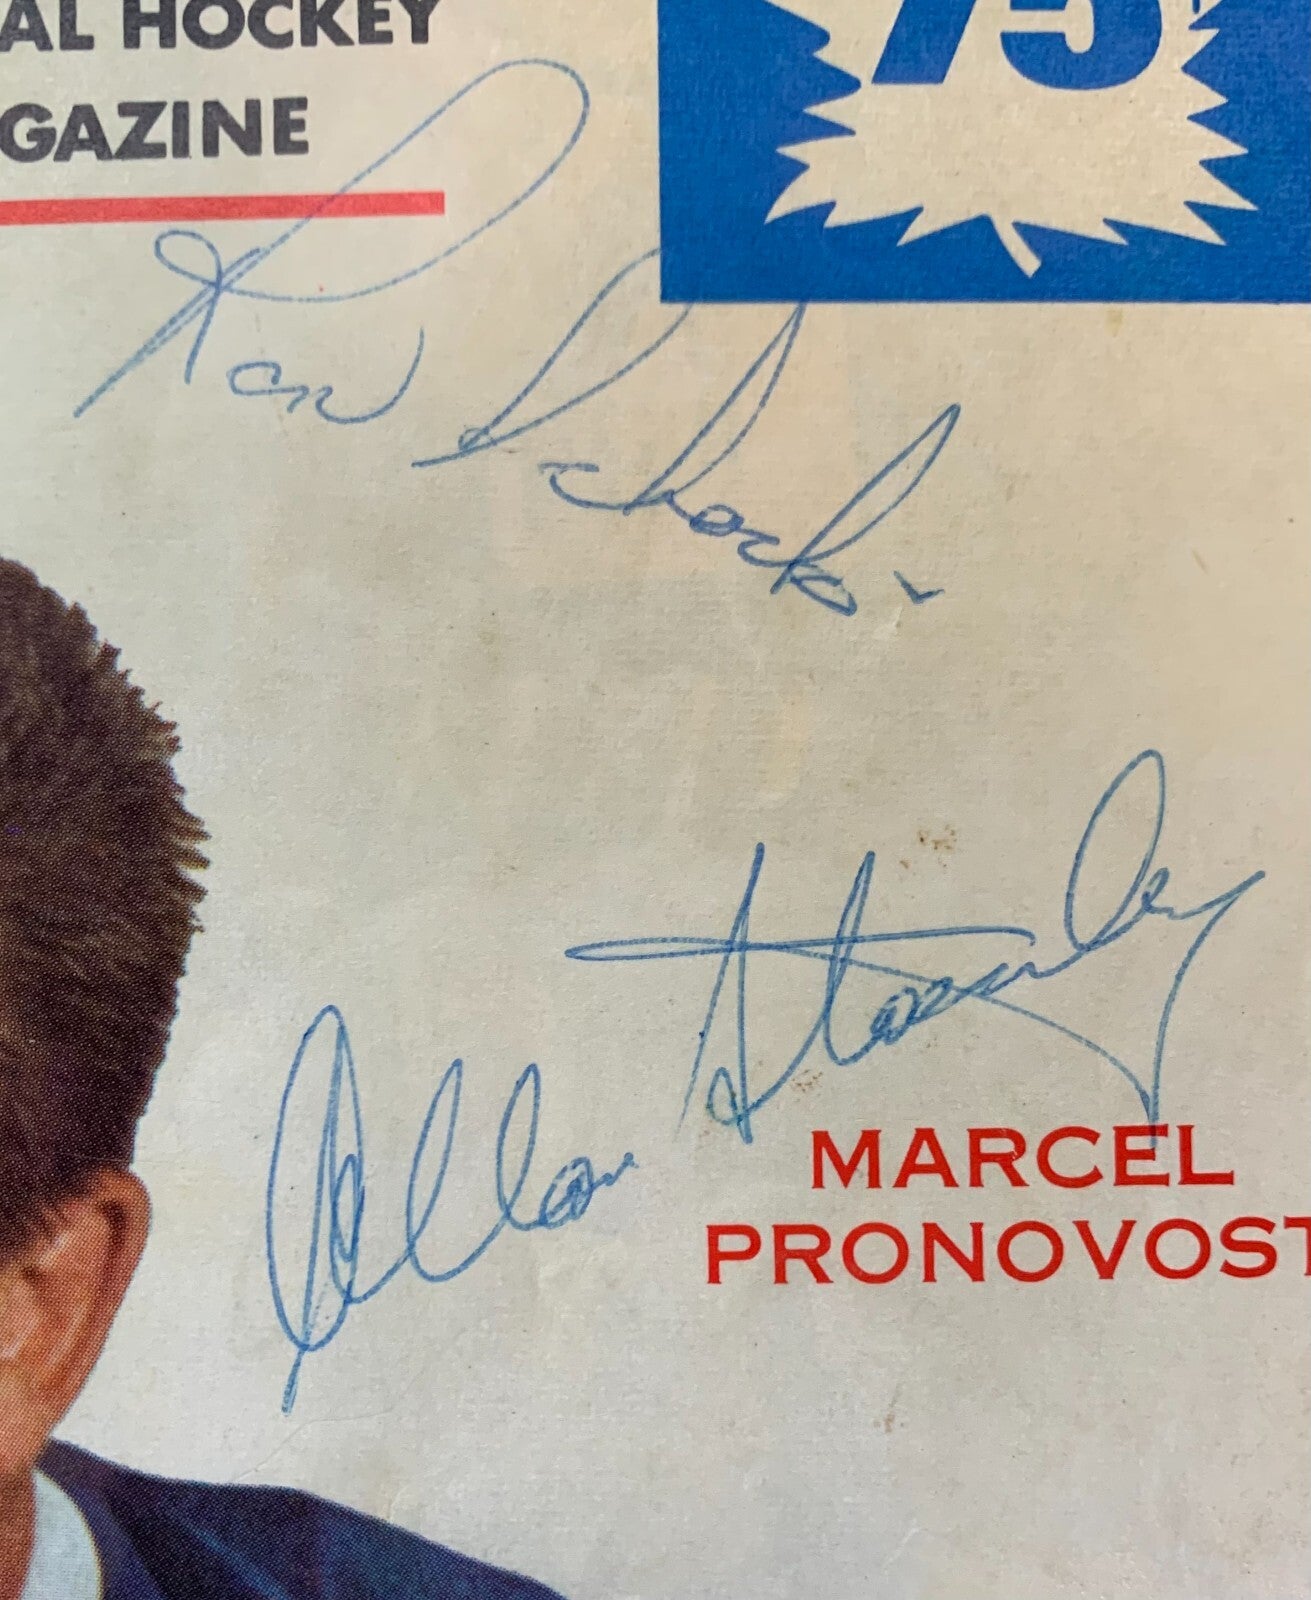 AL HOCKEY
GAZINE
75
Ron Schock
Allan Stanley
MARCEL
PRONOVOST